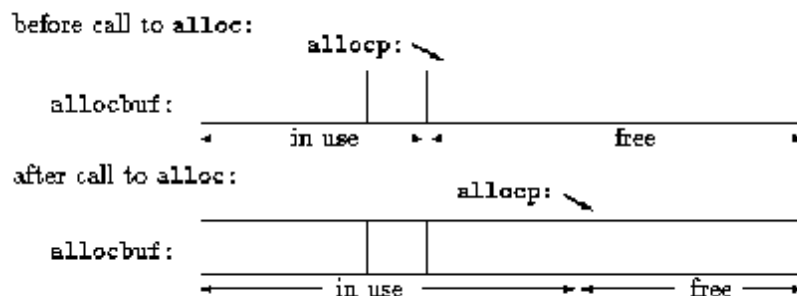 before call to alloc:
allocp:
allocbuf:
in use
free
after call to alloc:
allocp:
allocbuf:
in use
free